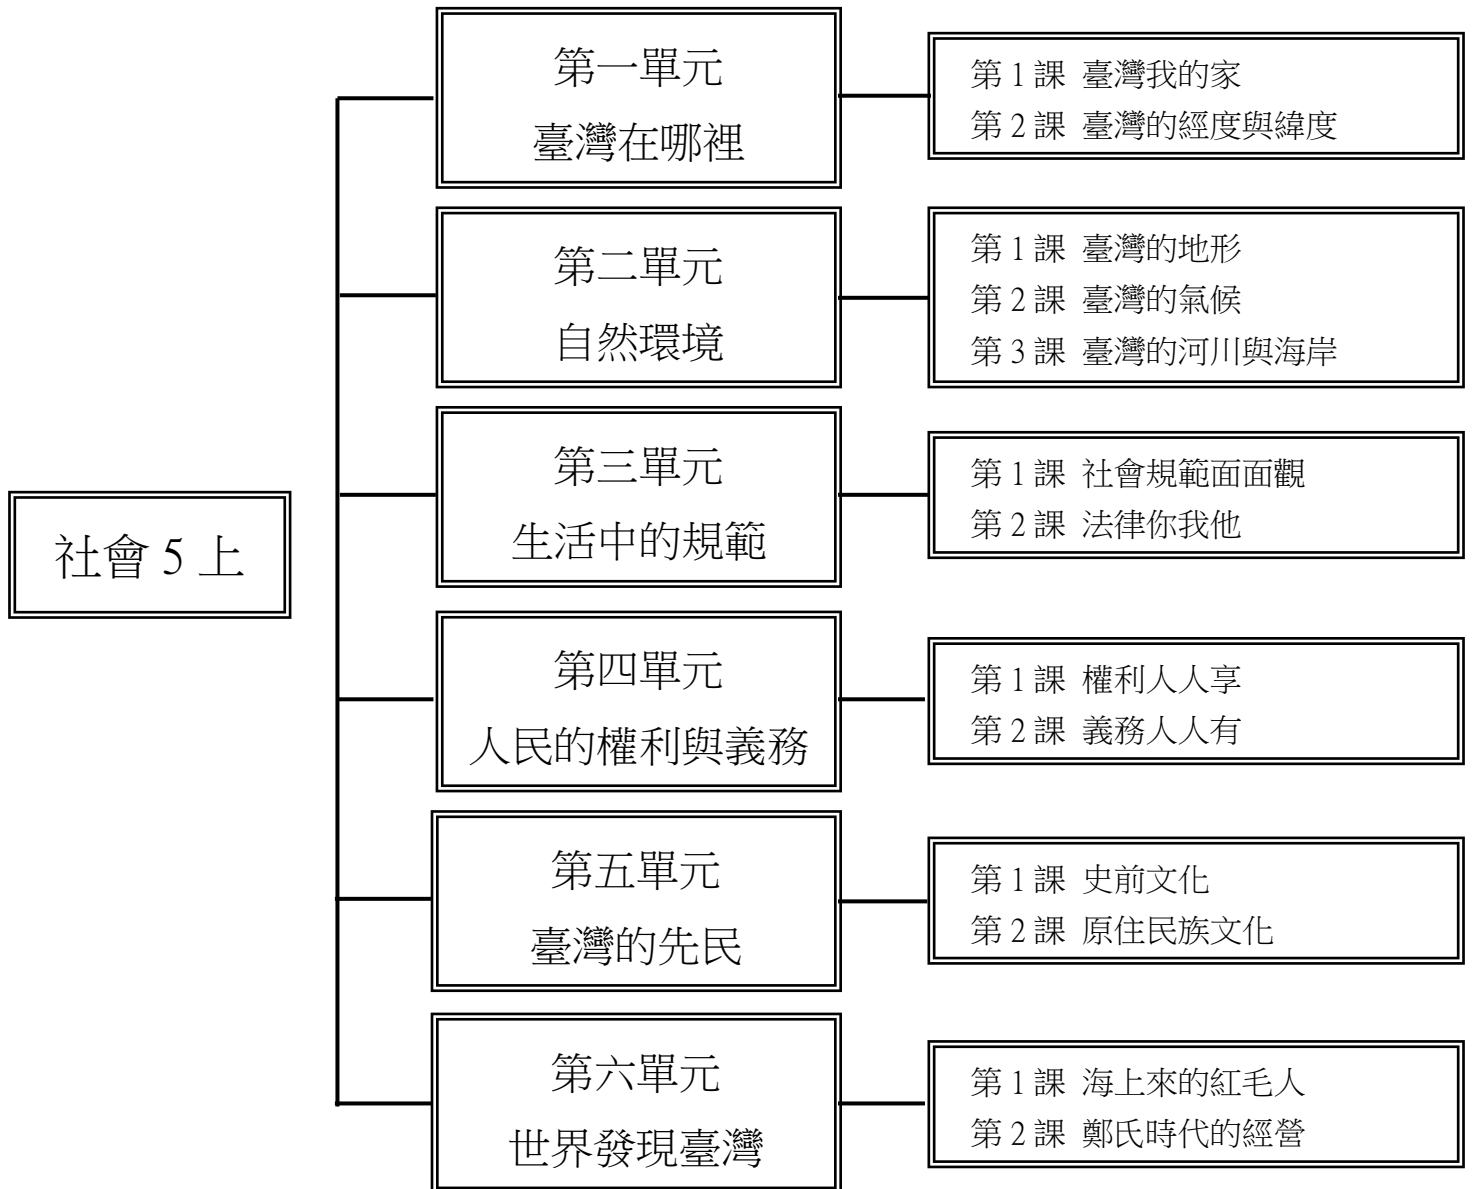 社會 5 上
第一單元
臺灣在哪裡
第 1 課 臺灣我的家
第 2 課 臺灣的經度與緯度
第二單元
自然環境
第 1 課 臺灣的地形
第 2 課 臺灣的氣候
第 3 課 臺灣的河川與海岸
第三單元
生活中的規範
第 1 課 社會規範面面觀
第 2 課 法律你我他
第四單元
人民的權利與義務
第 1 課 權利人人享
第 2 課 義務人人有
第五單元
臺灣的先民
第 1 課 史前文化
第 2 課 原住民族文化
第六單元
世界發現臺灣
第 1 課 海上來的紅毛人
第 2 課 鄭氏時代的經營